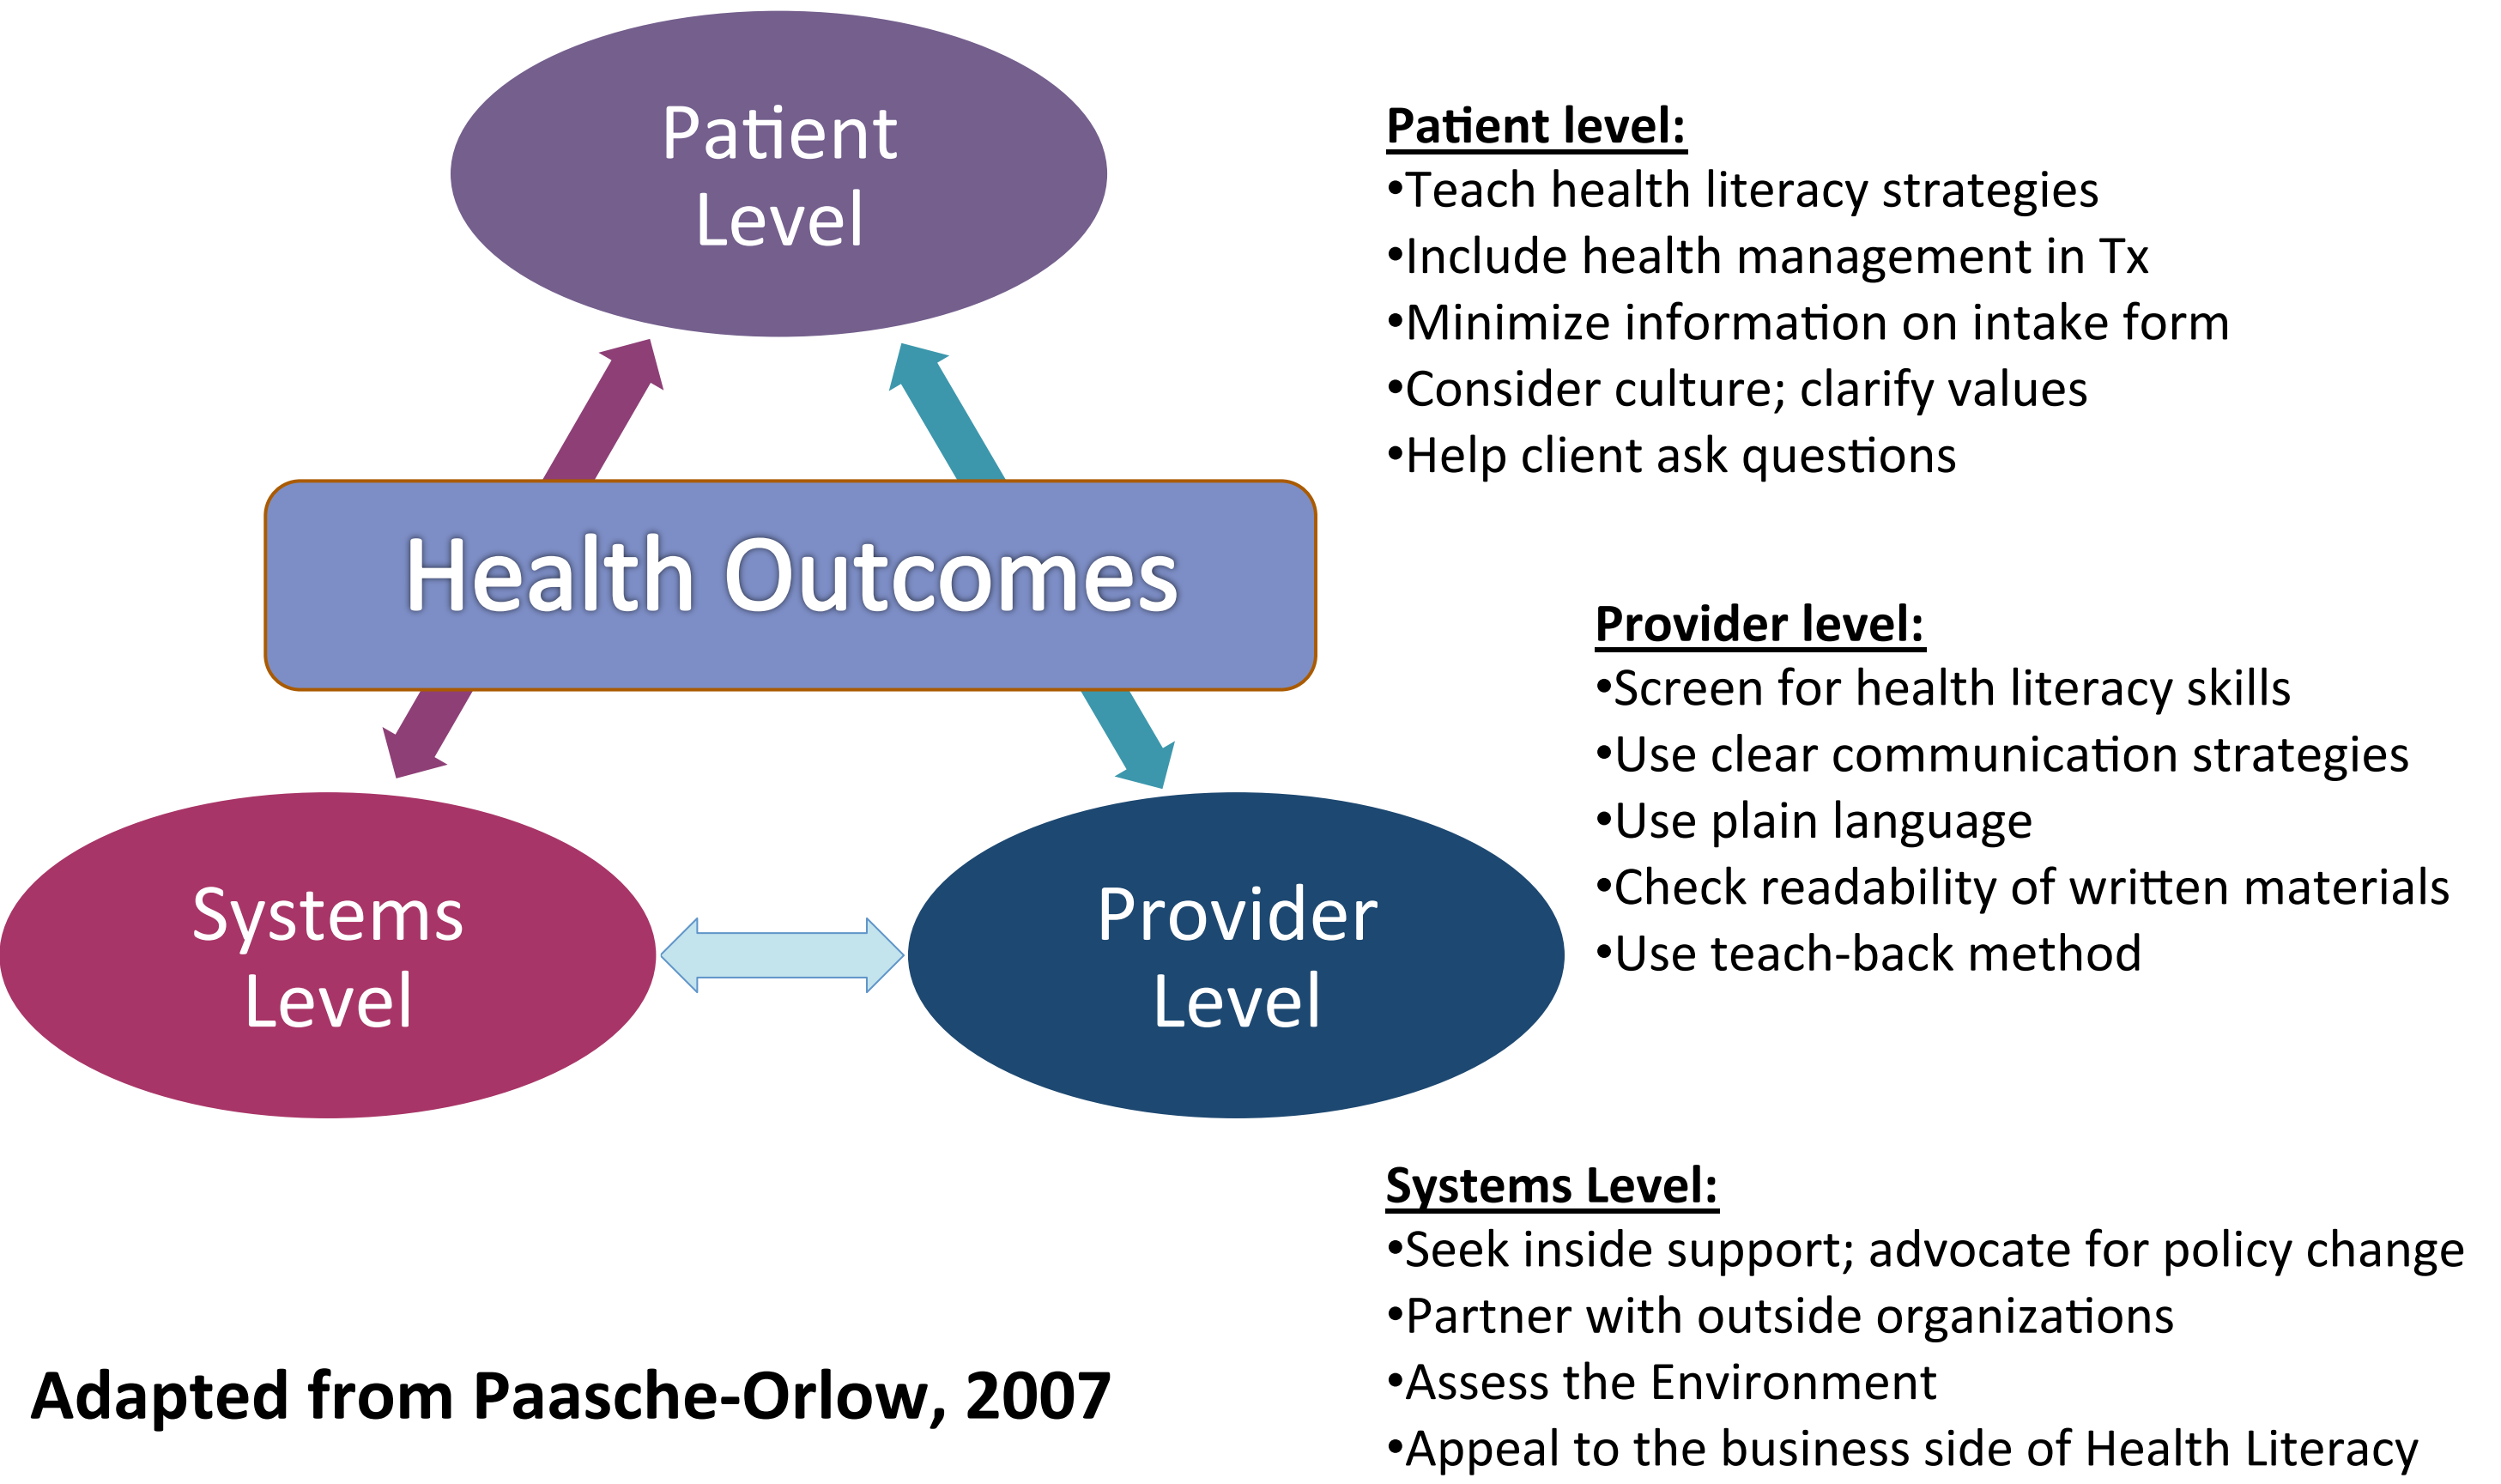 Patient
Level
Health Outcomes
Systems
Level
Provider
Level
Adapted from Paasche-Orlow, 2007
Patient level:
•Teach health literacy strategies
•Include health management in Tx
•Minimize information on intake form
•Consider culture; clarify values
•Help client ask questions
Provider level:
•Screen for health literacy skills
•Use clear communication strategies
•Use plain language
•Check readability of written materials
•Use teach-back method
Systems Level:
•Seek inside support; advocate for policy change
•Partner with outside organizations
•Assess the Environment
•Appeal to the business side of Health Literacy